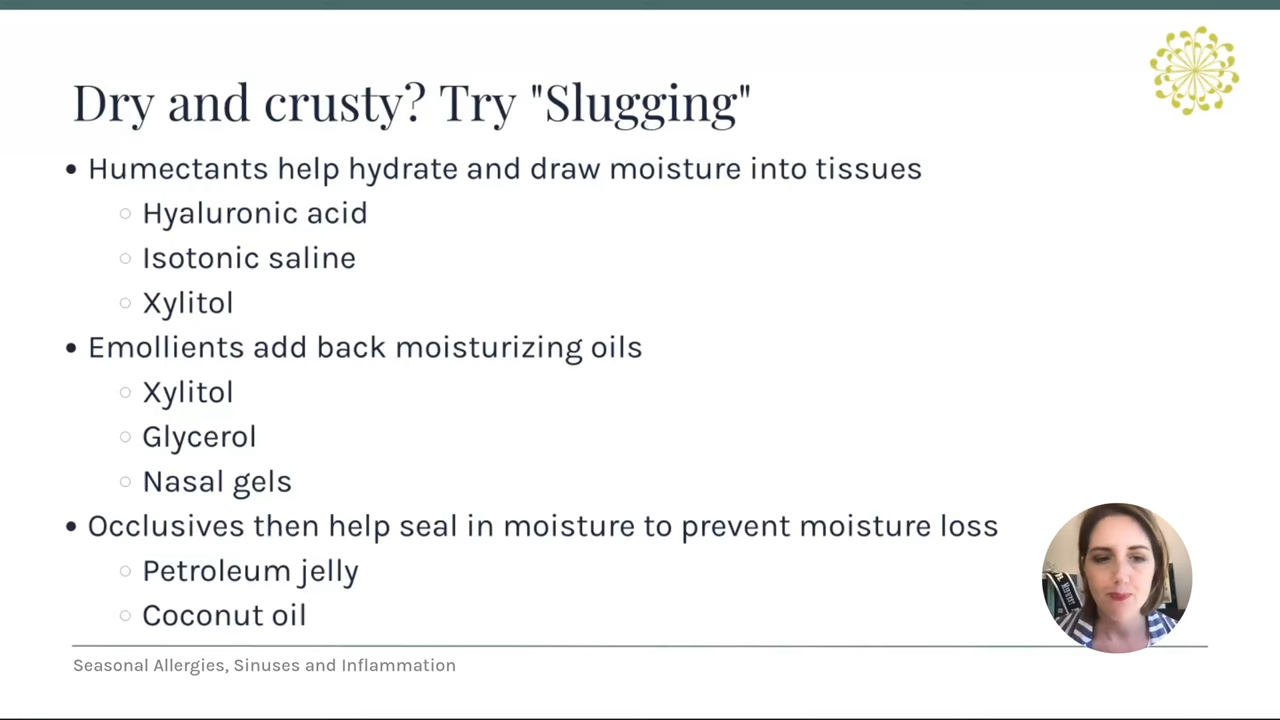 Dry and crusty? Try "Slugging"
• Humectants help hydrate and draw moisture into tissues
○ Hyaluronic acid
○ Isotonic saline
○ Xylitol
• Emollients add back moisturizing oils
○ Xylitol
○ Glycerol
○ Nasal gels
• Occlusives then help seal in moisture to prevent moisture loss
○ Petroleum jelly
○ Coconut oil
Seasonal Allergies, Sinuses and Inflammation